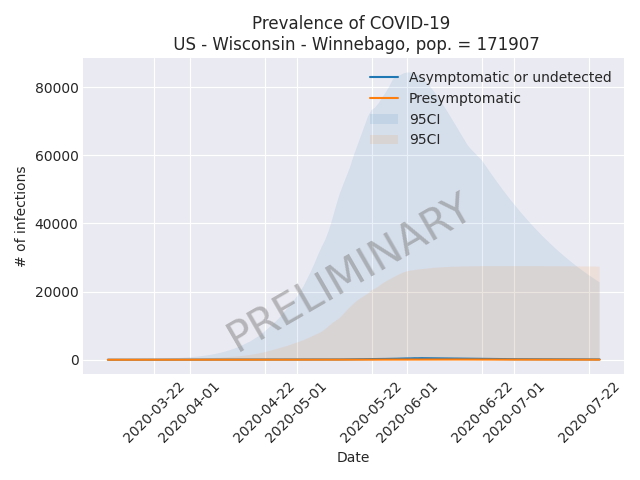 Prevalence of COVID-19
US - Wisconsin - Winnebago, pop. = 171907
Asymptomatic or undetected
Presymptomatic
95CI
95CI
# of infections
80000
60000
40000
20000
0
PRELIMINARY
2020-03-22
2020-04-01
2020-04-22
2020-05-01
2020-05-22
2020-06-01
2020-06-22
2020-07-01
2020-07-22
Date